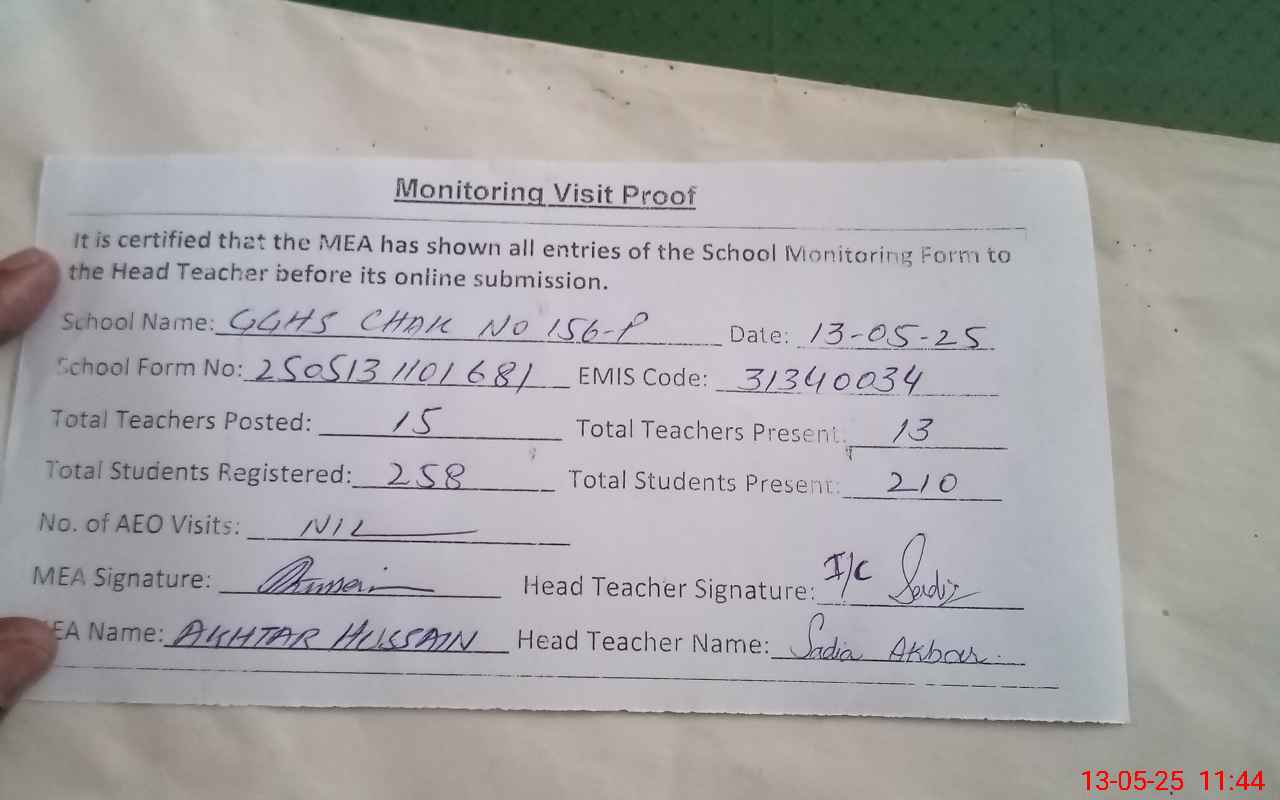 Monitoring Visit Proof
It is certified that the MEA has shown all entries of the School Monitoring Form to
the Head Teacher before its online submission.
School Name: GGHS CHAK NO 156-P Date: 13-05-25
School Form No: 2505131101681 EMIS Code: 31340034
Total Teachers Posted: 15 Total Teachers Present: 13
Total Students Registered: 258 Total Students Present: 210
No. of AEO Visits: NIL
MEA Signature: Head Teacher Signature: I/C Sadia
EA Name: AKHTAR HUSSAIN Head Teacher Name: Sadia Akbar.
13-05-25 11:44